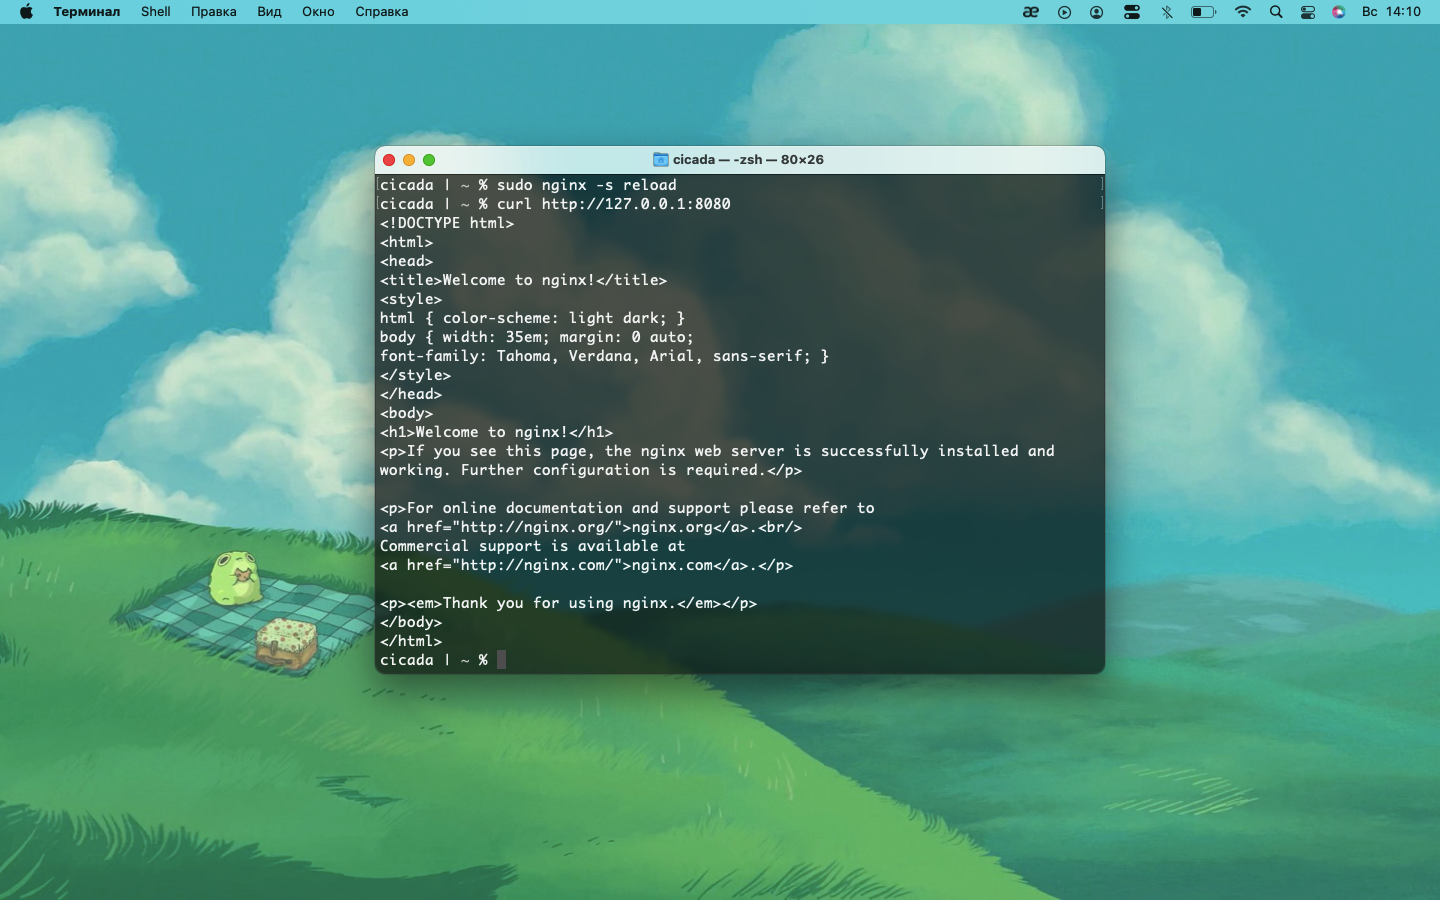 Терминал Shell Правка Вид Окно Справка æ Вс 14:10
cicada — -zsh — 80×26
cicada | ~ % sudo nginx -s reload
cicada | ~ % curl http://127.0.0.1:8080
<!DOCTYPE html>
<html>
<head>
<title>Welcome to nginx!</title>
<style>
html { color-scheme: light dark; }
body { width: 35em; margin: 0 auto;
font-family: Tahoma, Verdana, Arial, sans-serif; }
</style>
</head>
<body>
<h1>Welcome to nginx!</h1>
<p>If you see this page, the nginx web server is successfully installed and
working. Further configuration is required.</p>
<p>For online documentation and support please refer to
<a href="http://nginx.org/">nginx.org</a>.<br/>
Commercial support is available at
<a href="http://nginx.com/">nginx.com</a>.</p>
<p><em>Thank you for using nginx.</em></p>
</body>
</html>
cicada | ~ %